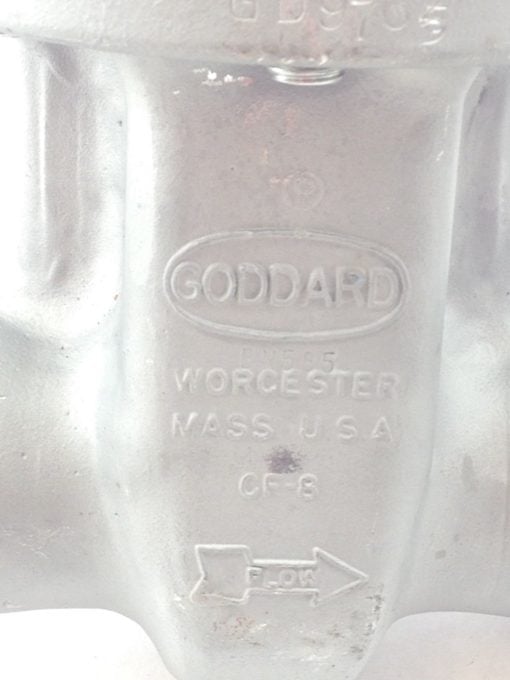 GODDARD
WORCESTER
MASS. U.S.A
CF-8
FLOW